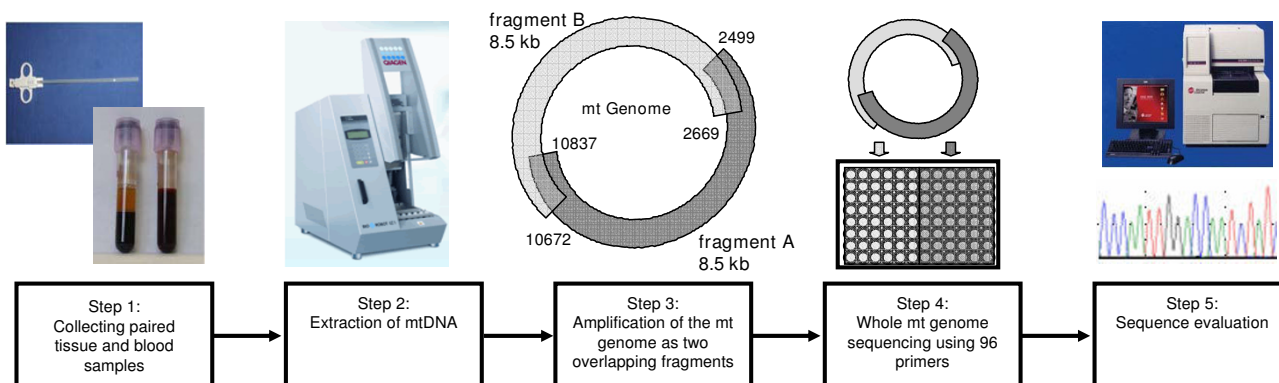 fragment B
8.5 kb
2499
mt Genome
2669
10837
10672
fragment A
8.5 kb
QIAGEN
Step 1:
Collecting paired
tissue and blood
samples
Step 2:
Extraction of mtDNA
Step 3:
Amplification of the mt
genome as two
overlapping fragments
Step 4:
Whole mt genome
sequencing using 96
primers
Step 5:
Sequence evaluation